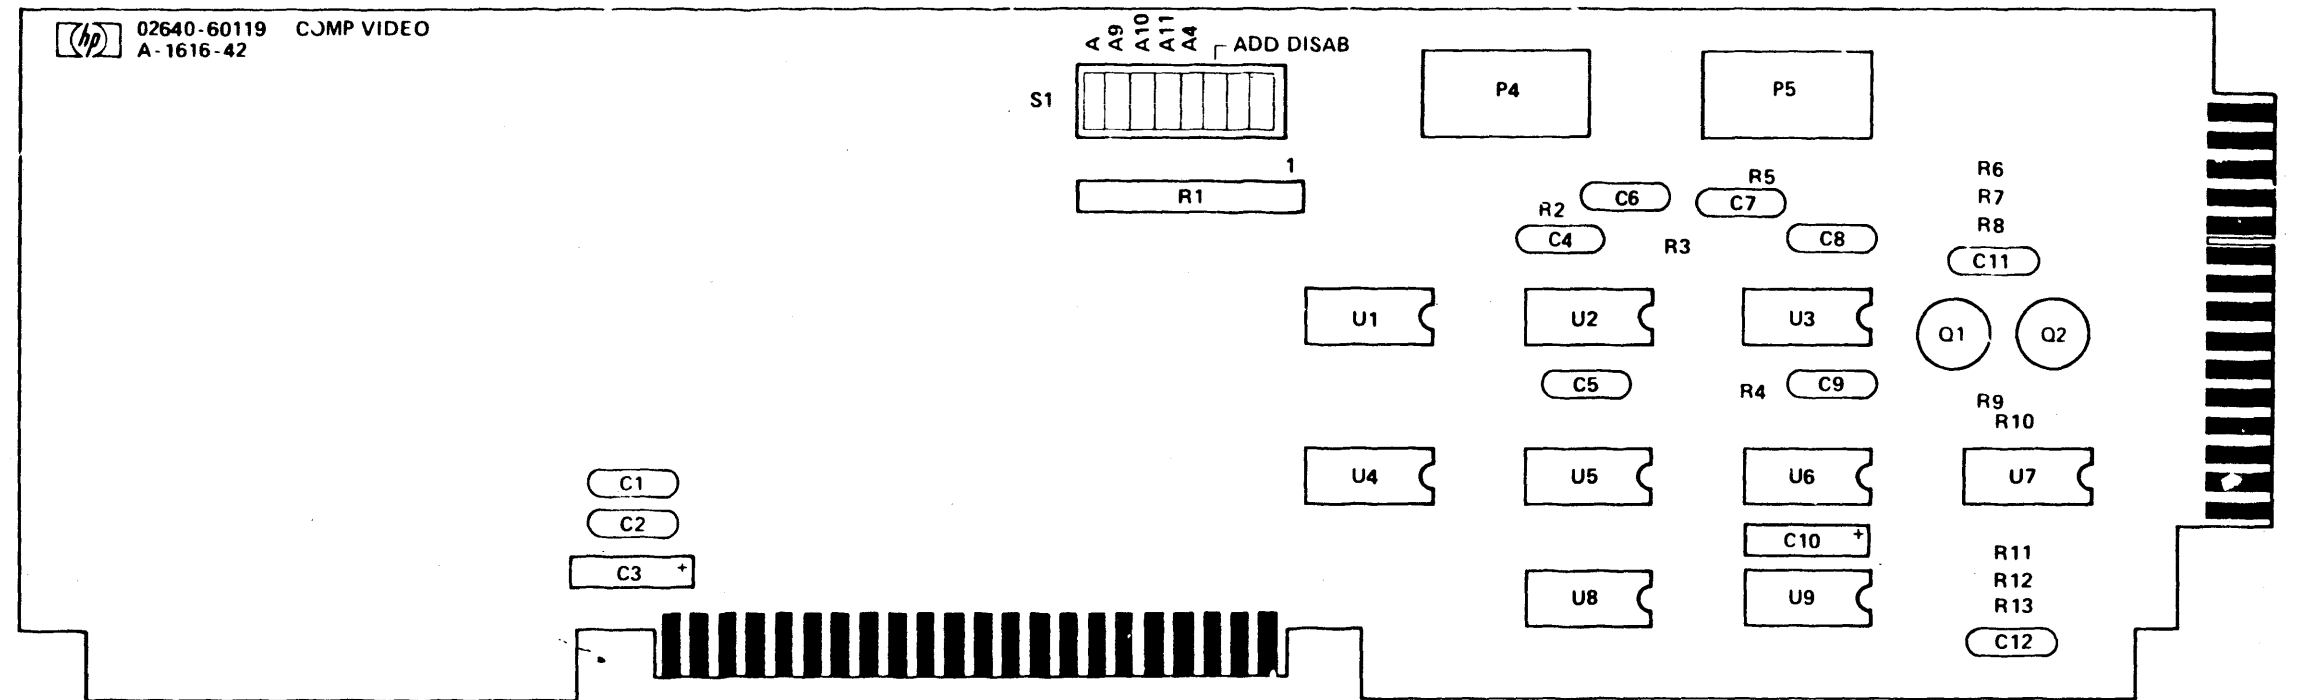 hp 02640-60119 COMP VIDEO
A-1616-42
A A9 A10 A11 A4 ADD DISAB
S1
P4
P5
1
R1
R2
C4
C6
R3
R5
C7
C8
R6
R7
R8
C11
U1
U2
U3
Q1
Q2
C5
R4
C9
R9
R10
U4
U5
U6
U7
C1
C2
C3 +
C10 +
U8
U9
R11
R12
R13
C12